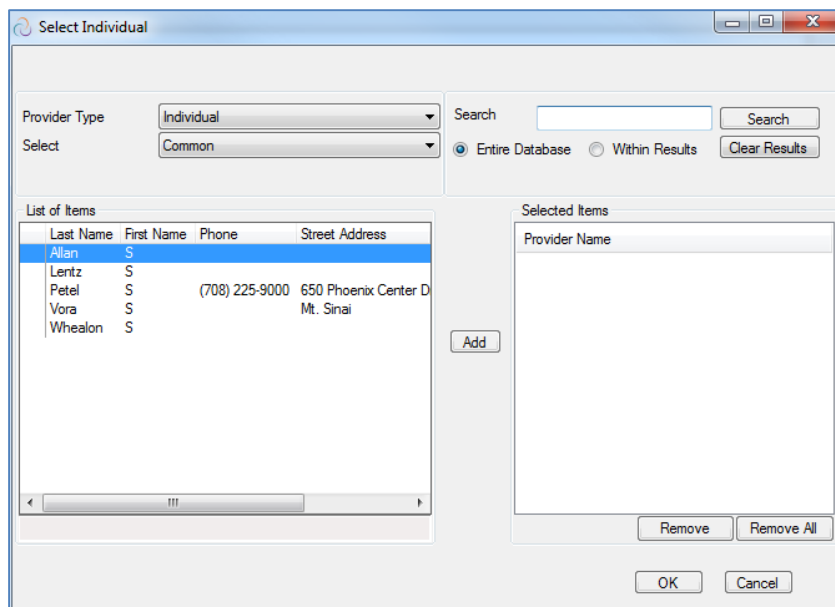 Select Individual
Provider Type Individual
Select Common
Search Search
Entire Database Within Results Clear Results
List of Items
Last Name First Name Phone Street Address
Allan S
Lentz S
Petel S (708) 225-9000 650 Phoenix Center D
Vora S Mt. Sinai
Whealon S
Add
Selected Items
Provider Name
Remove Remove All
OK Cancel